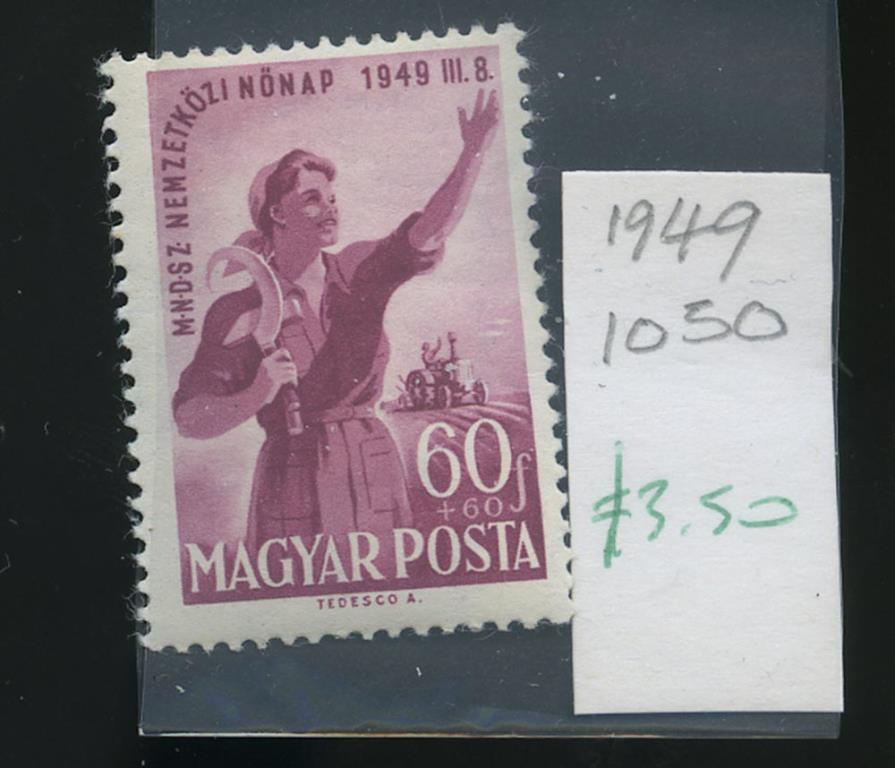 M·N·D·SZ· NEMZETKÖZI NŐNAP 1949 III. 8.
60f
+60
MAGYAR POSTA
TEDESCO A.
1949
1050
$3.50